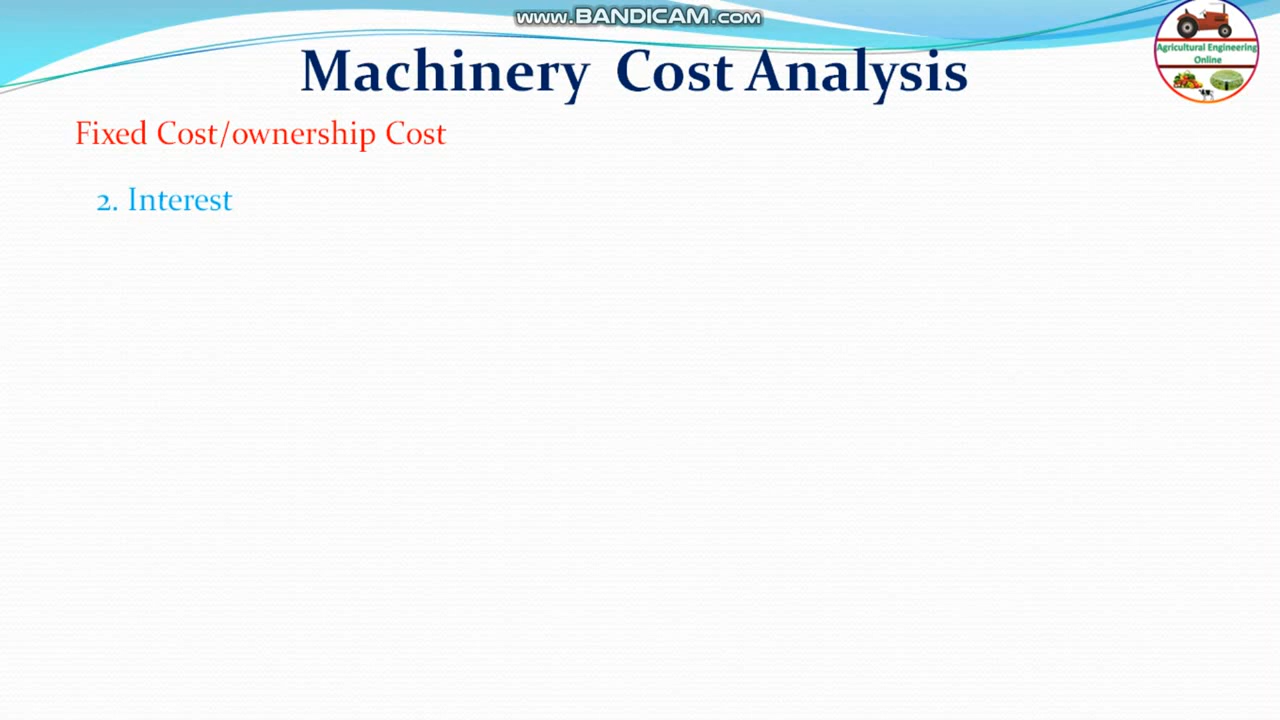 www.BANDICAM.com
Machinery Cost Analysis
Agricultural Engineering
Online
Fixed Cost/ownership Cost
2. Interest